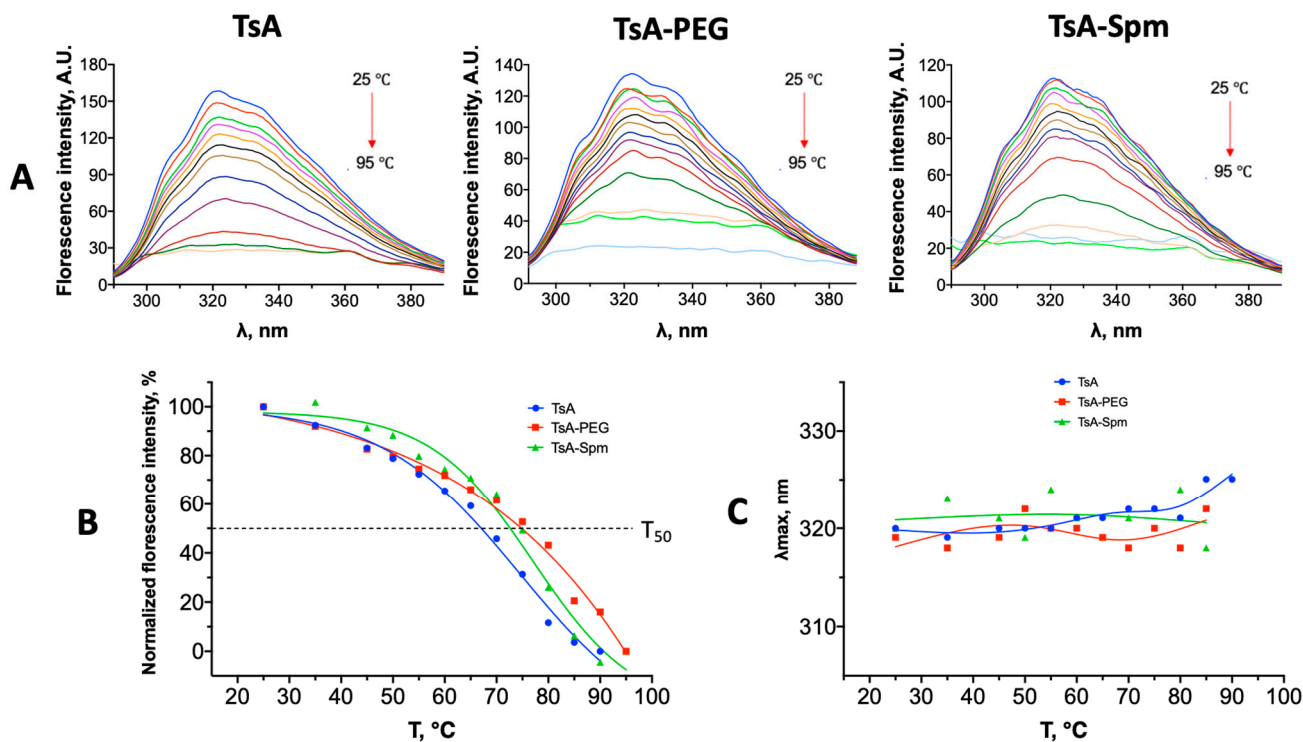 TsA
TsA-PEG
TsA-Spm
A
Florescence intensity, A.U.
180
150
120
90
60
30
0
300 320 340 360 380
λ, nm
25 °C
95 °C
Florescence intensity, A.U.
140
120
100
80
60
40
20
0
300 320 340 360 380
λ, nm
25 °C
95 °C
Florescence intensity, A.U.
120
100
80
60
40
20
0
300 320 340 360 380
λ, nm
25 °C
95 °C
B
Normalized florescence intensity, %
100
80
60
40
20
0
20 30 40 50 60 70 80 90 100
T, °C
TsA
TsA-PEG
TsA-Spm
T50
C
λmax, nm
330
320
310
20 30 40 50 60 70 80 90 100
T, °C
TsA
TsA-PEG
TsA-Spm